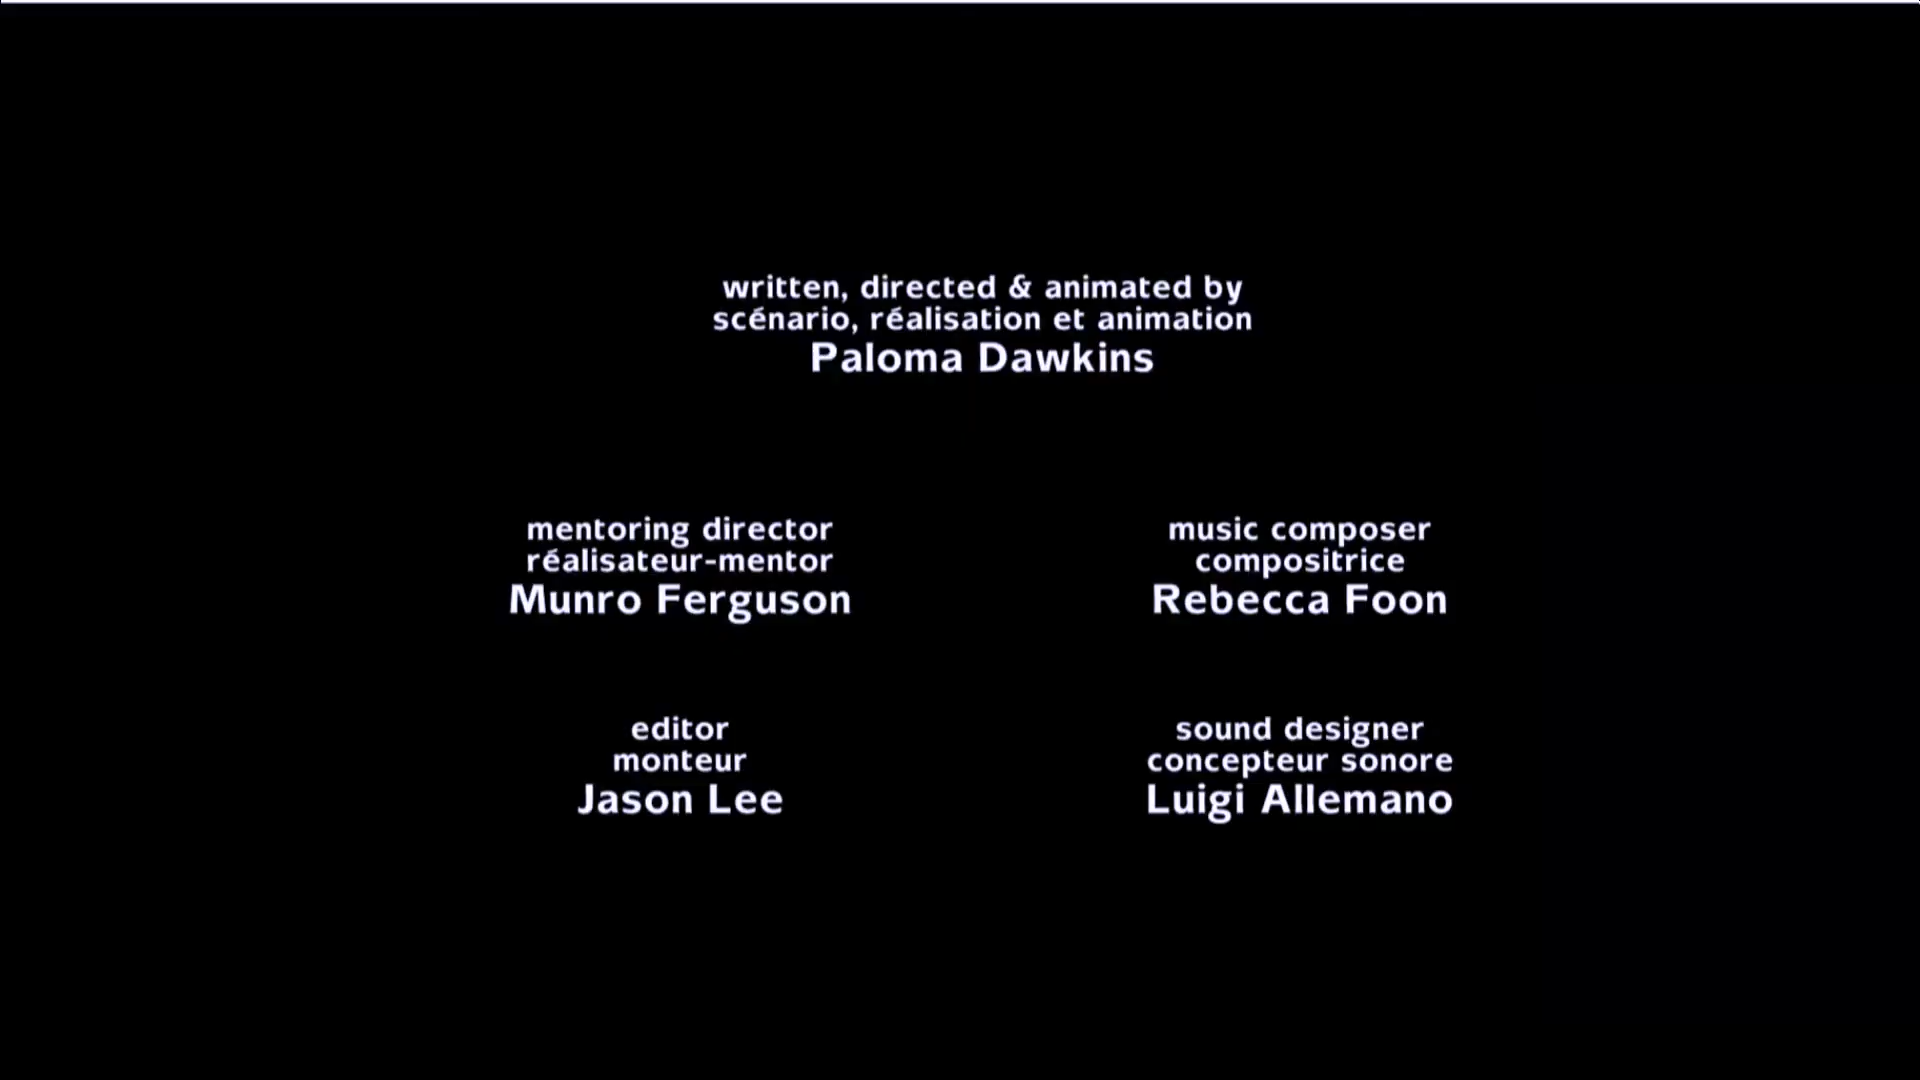 written, directed & animated by
scénario, réalisation et animation
Paloma Dawkins
mentoring director
réalisateur-mentor
Munro Ferguson
music composer
compositrice
Rebecca Foon
editor
monteur
Jason Lee
sound designer
concepteur sonore
Luigi Allemano